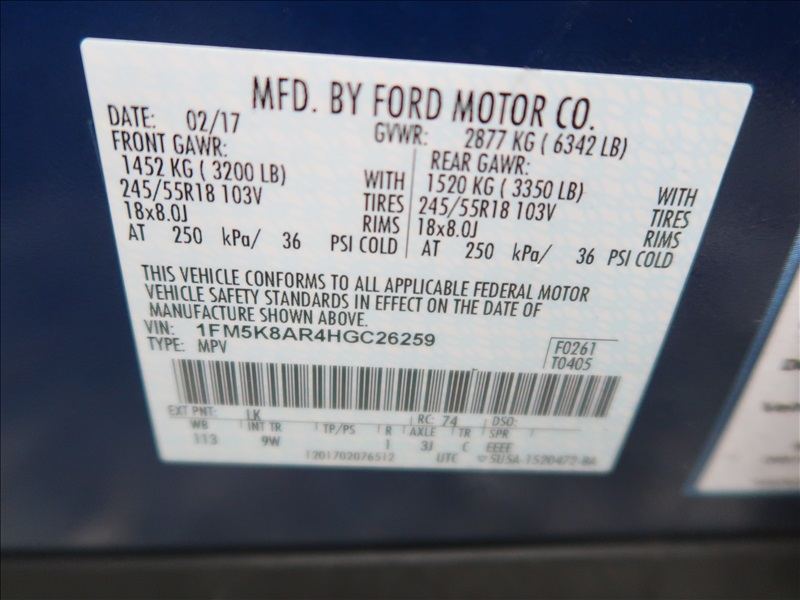 MFD. BY FORD MOTOR CO.
DATE: 02/17 GVWR: 2877 KG ( 6342 LB)
FRONT GAWR: REAR GAWR:
1452 KG ( 3200 LB) WITH 1520 KG ( 3350 LB) WITH
245/55R18 103V TIRES 245/55R18 103V TIRES
18x8.0J RIMS 18x8.0J RIMS
AT 250 kPa/ 36 PSI COLD AT 250 kPa/ 36 PSI COLD
THIS VEHICLE CONFORMS TO ALL APPLICABLE FEDERAL MOTOR
VEHICLE SAFETY STANDARDS IN EFFECT ON THE DATE OF
MANUFACTURE SHOWN ABOVE.
VIN: 1FM5K8AR4HGC26259
TYPE: MPV
F0261
T0405
EXT PNT: LK RC: 74 DSO:
WB INT TR TP/PS R AXLE TR SPR
113 9W 1 3J C EEEE
1201702076512 UTC